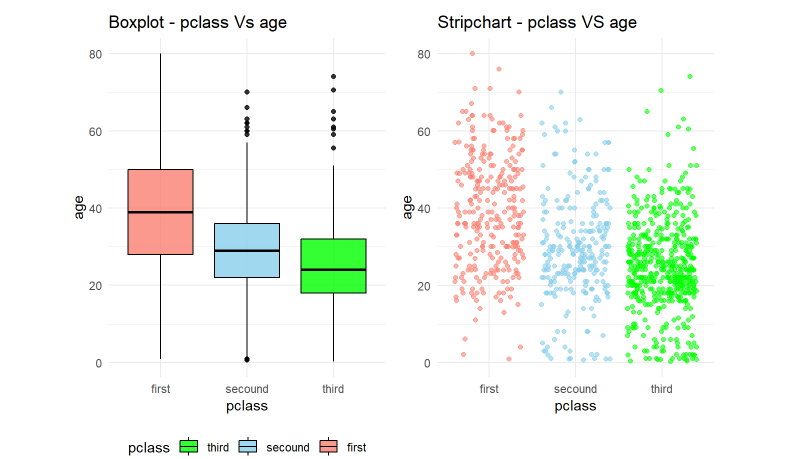 Boxplot - pclass Vs age
80
60
40
20
0
age
first
secound
third
pclass
pclass third secound first
Stripchart - pclass VS age
80
60
40
20
0
age
first
secound
third
pclass